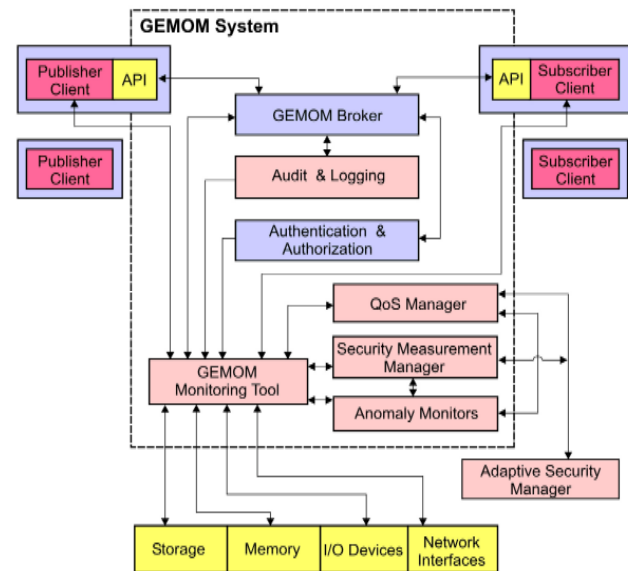 GEMOM System
Publisher
Client
API
API
Subscriber
Client
GEMOM Broker
Publisher
Client
Subscriber
Client
Audit & Logging
Authentication &
Authorization
QoS Manager
Security Measurement
Manager
GEMOM
Monitoring Tool
Anomaly Monitors
Adaptive Security
Manager
Storage
Memory
I/O Devices
Network
Interfaces